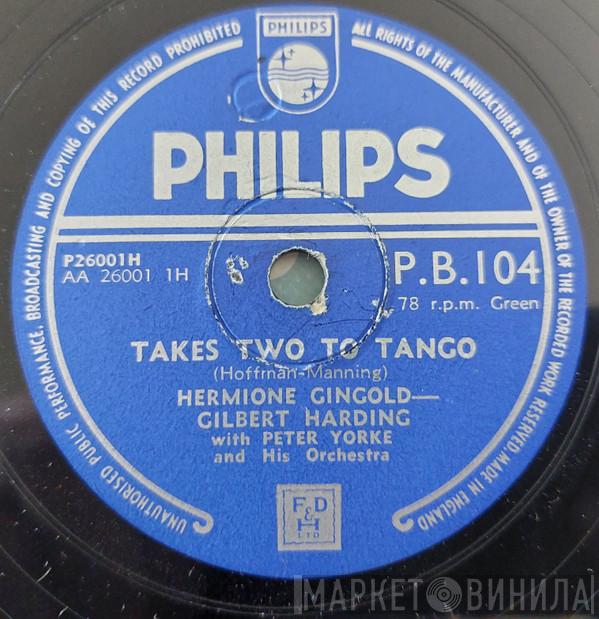 PHILIPS
UNAUTHORISED PUBLIC PERFORMANCE, BROADCASTING AND COPYING OF THIS RECORD PROHIBITED
ALL RIGHTS OF THE MANUFACTURER AND OF THE OWNER OF THE RECORDED WORK RESERVED. MADE IN ENGLAND
PHILIPS
P26001H
AA 26001 1H
P.B.104
78 r.p.m. Green
TAKES TWO TO TANGO
(Hoffman-Manning)
HERMIONE GINGOLD—
GILBERT HARDING
with PETER YORKE
and His Orchestra
F&D
H
LTD
МАРКЕТ ВИНИЛА